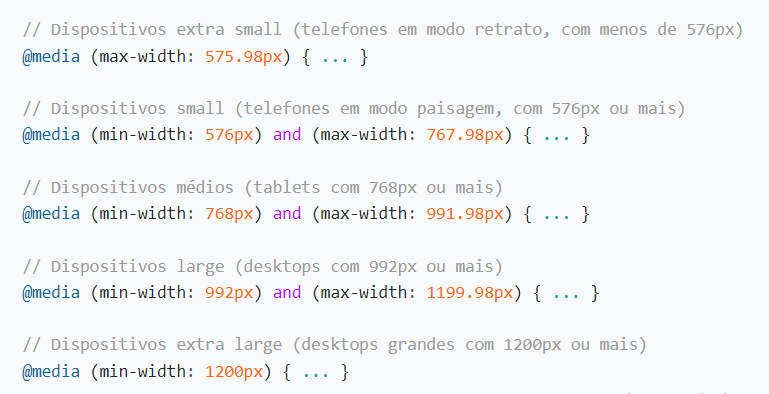 // Dispositivos extra small (telefones em modo retrato, com menos de 576px)
@media (max-width: 575.98px) { ... }
// Dispositivos small (telefones em modo paisagem, com 576px ou mais)
@media (min-width: 576px) and (max-width: 767.98px) { ... }
// Dispositivos médios (tablets com 768px ou mais)
@media (min-width: 768px) and (max-width: 991.98px) { ... }
// Dispositivos large (desktops com 992px ou mais)
@media (min-width: 992px) and (max-width: 1199.98px) { ... }
// Dispositivos extra large (desktops grandes com 1200px ou mais)
@media (min-width: 1200px) { ... }